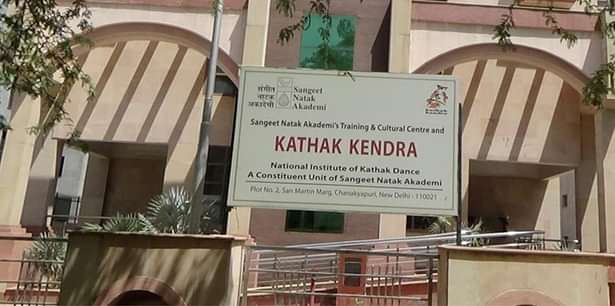 संगीत
नाटक
अकादेमी
Sangeet
Natak
Akademi
Sangeet Natak Akademi's Training & Cultural Centre and
KATHAK KENDRA
National Institute of Kathak Dance
A Constituent Unit of Sangeet Natak Akademi
Plot No. 2, San Martin Marg, Chanakyapuri, New Delhi - 110021